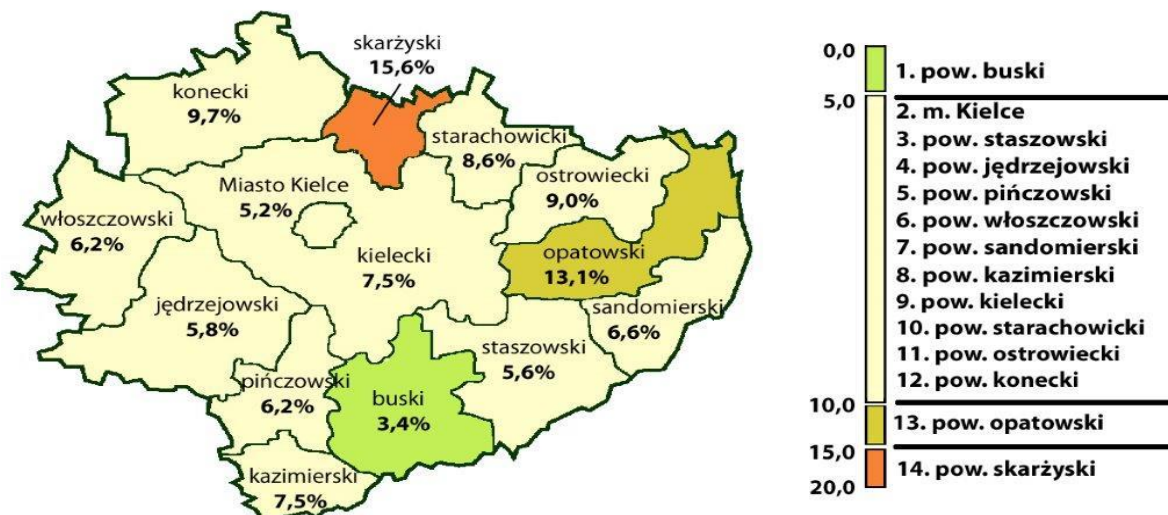 skarżyski
15,6%
konecki
9,7%
starachowicki
8,6%
Miasto Kielce
5,2%
ostrowiecki
9,0%
włoszczowski
6,2%
kielecki
7,5%
opatowski
13,1%
jędrzejowski
5,8%
sandomierski
6,6%
staszowski
5,6%
pińczowski
6,2%
buski
3,4%
kazimierski
7,5%
0,0
1. pow. buski
5,0
2. m. Kielce
3. pow. staszowski
4. pow. jędrzejowski
5. pow. pińczowski
6. pow. włoszczowski
7. pow. sandomierski
8. pow. kazimierski
9. pow. kielecki
10. pow. starachowicki
11. pow. ostrowiecki
12. pow. konecki
10,0
13. pow. opatowski
15,0
14. pow. skarżyski
20,0